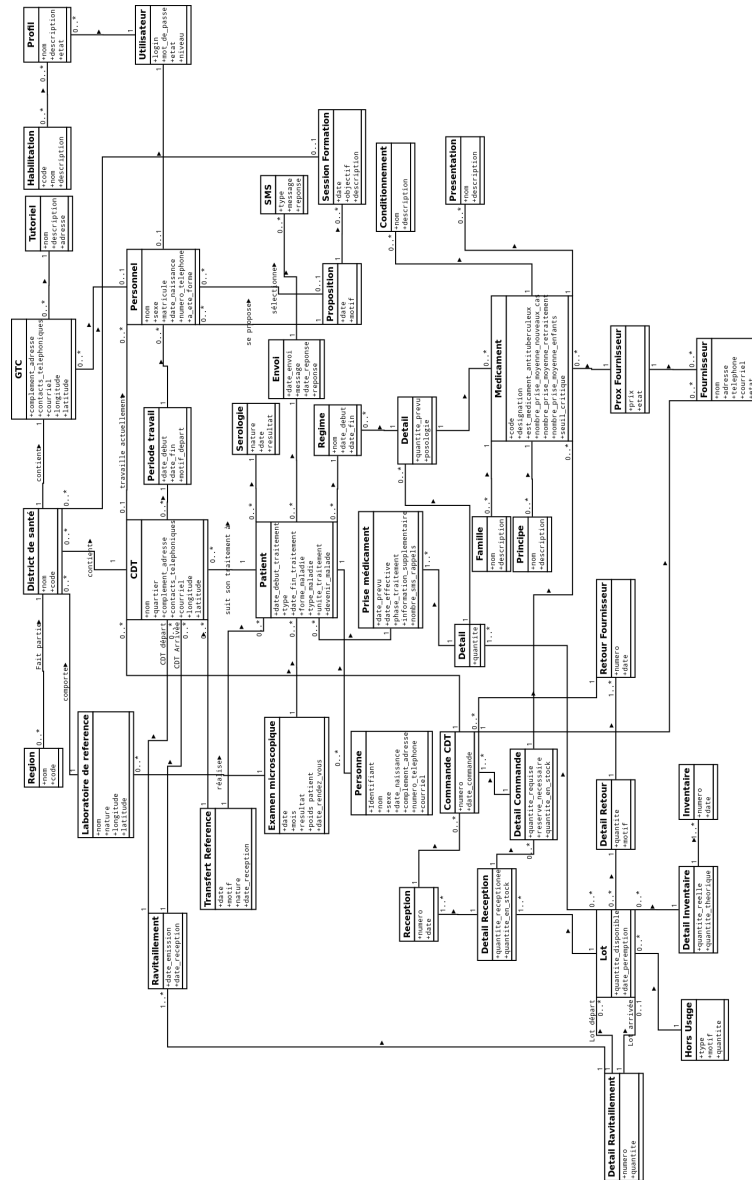 Profil
+nom
+description
+etat
Utilisateur
+login
+mot_de_passe
+etat
+niveau
Habilitation
+code
+nom
+description
Tutoriel
+nom
+description
+adresse
GTC
+complement_adresse
+contacts_telephoniques
+courriel
+longitude
+latitude
Personnel
+nom
+sexe
+matricule
+date_naissance
+numero_telephone
+a_ete_forme
SMS
+type
+message
+reponse
Session Formation
+date
+objectif
+description
Conditionnement
+nom
+description
Presentation
+nom
+description
Proposition
+date
+motif
se propose
sélectionne
Envoi
+date_envoi
+message
+date_reponse
+reponse
Periode travail
+date_debut
+date_fin
+motif_depart
travaille actuellement
Serologie
+nature
+date
+resultat
Regime
+nom
+date_debut
+date_fin
Detail
+quantite_prevu
+posologie
Medicament
+code
+designation
+est_medicament_antituberculeux
+nombre_prise_moyenne_nouveaux_cas
+nombre_prise_moyenne_retraitement
+nombre_prise_moyenne_enfants
+seuil_critique
Prox Fournisseur
+prix
+etat
Fournisseur
+nom
+adresse
+telephone
+courriel
District de santé
+nom
+code
contient
contient
CDT
+nom
+quartier
+complement_adresse
+contacts_telephoniques
+courriel
+longitude
+latitude
CDT départ
CDT Arrivée
suit son traitement à
Patient
+date_debut_traitement
+type
+date_fin_traitement
+forme_maladie
+type_maladie
+unite_traitement
+devenir_malade
Prise médicament
+date_prevu
+date_effective
+phase_traitement
+information_supplementaire
+nombre_sms_rappels
Famille
+nom
+description
Principe
+nom
+description
Detail
+quantite
Retour Fournisseur
+numero
+date
Region
+nom
+code
Fait partie
comporte
Laboratoire de reference
+nom
+nature
+longitude
+latitude
réalise
Transfert Reference
+date
+motif
+nature
+date_reception
Examen microscopique
+date
+mois
+resultat
+poids patient
+date_rendez_vous
Personne
+Identifiant
+nom
+sexe
+date_naissance
+complement_adresse
+numero_telephone
+courriel
Commande CDT
+numero
+date_commande
Detail Commande
+quantite_requise
+reserve_necessaire
+quantite_en_stock
Detail Retour
+quantite
+motif
Inventaire
+numero
+date
Ravitaillement
+date_emission
+date_reception
Reception
+numero
+date
Detail Reception
+quantite_receptionee
+quantite_en_stock
Lot
+quantite_disponible
+date_peremption
Lot départ
Lot arrivée
Detail Inventaire
+quantite_reelle
+quantite_theorique
Hors Usqge
+type
+motif
+quantite
Detail Ravitaillement
+numero
+quantite